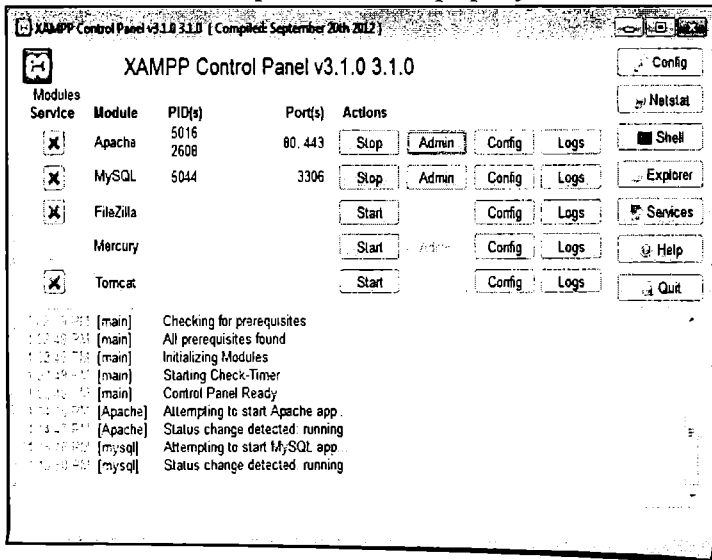 XAMPP Control Panel v3.1.0 3.1.0 [ Compiled: September 20th 2012 ]
XAMPP Control Panel v3.1.0 3.1.0
Config
Netstat
Shell
Explorer
Services
Help
Quit
Modules
Service Module PID(s) Port(s) Actions
Apache 5016 2608 80, 443 Stop Admin Config Logs
MySQL 5044 3306 Stop Admin Config Logs
FileZilla Start Config Logs
Mercury Start Admin Config Logs
Tomcat Start Config Logs
[main] Checking for prerequisites
[main] All prerequisites found
[main] Initializing Modules
[main] Starting Check-Timer
[main] Control Panel Ready
[Apache] Attempting to start Apache app...
[Apache] Status change detected: running
[mysql] Attempting to start MySQL app...
[mysql] Status change detected: running